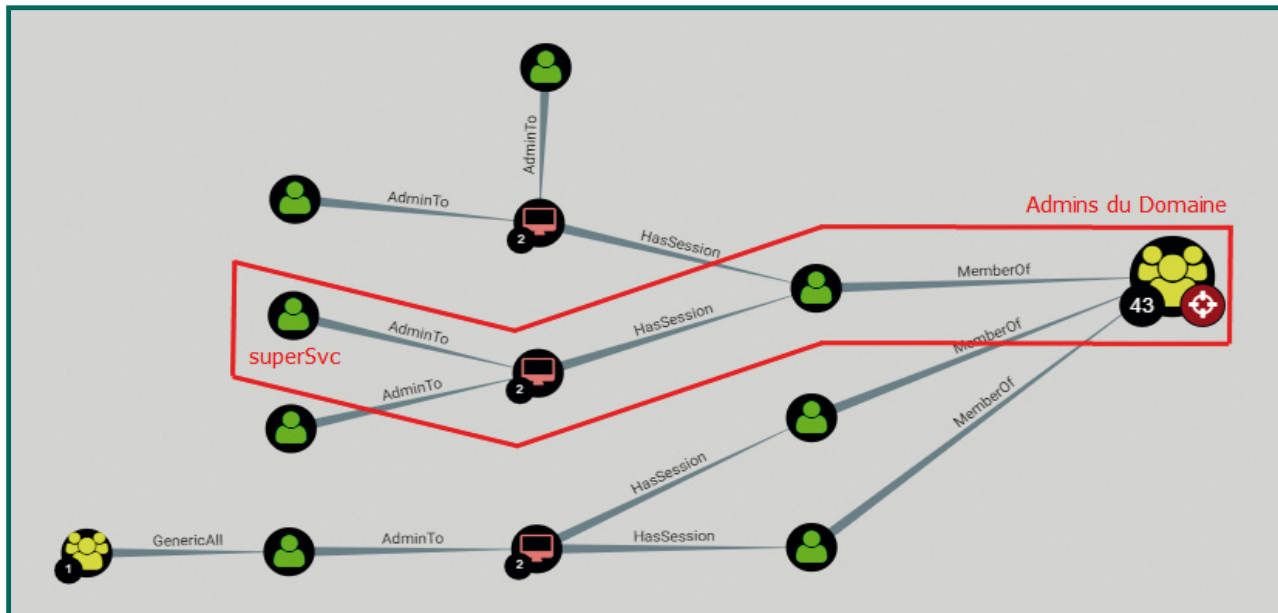 AdminTo
AdminTo
2
HasSession
Admins du Domaine
MemberOf
43
AdminTo
superSvc
HasSession
2
AdminTo
MemberOf
MemberOf
HasSession
GenericAll
1
AdminTo
2
HasSession